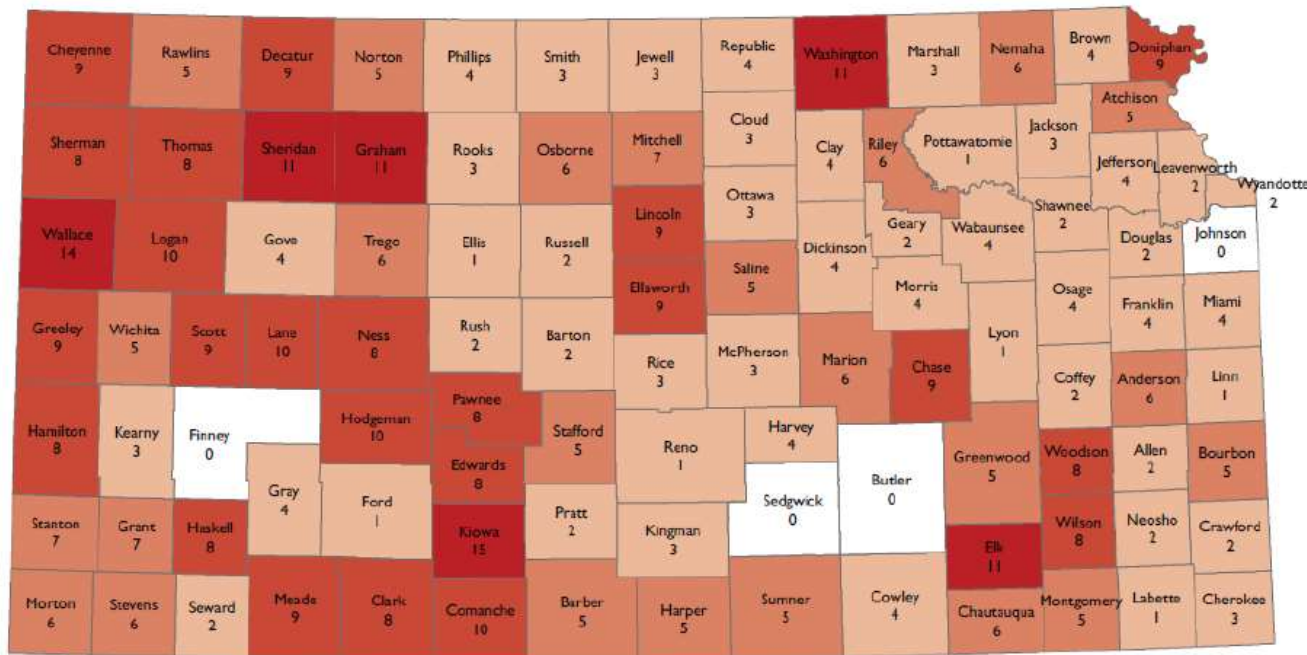 Cheyenne
9
Rawlins
5
Decatur
9
Norton
5
Phillips
4
Smith
3
Jewell
3
Republic
4
Washington
11
Marshall
3
Nemaha
6
Brown
4
Doniphan
9
Atchison
5
Sherman
8
Thomas
8
Sheridan
11
Graham
11
Rooks
3
Osborne
6
Mitchell
7
Cloud
3
Clay
4
Riley
6
Pottawatomie
1
Jackson
3
Jefferson
4
Leavenworth
2
Wyandotte
2
Wallace
14
Logan
10
Gove
4
Trego
6
Ellis
1
Russell
2
Lincoln
9
Ottawa
3
Saline
5
Dickinson
4
Geary
2
Wabaunsee
4
Shawnee
2
Douglas
2
Johnson
0
Greeley
9
Wichita
5
Scott
9
Lane
10
Ness
8
Rush
2
Barton
2
Ellsworth
9
Rice
3
McPherson
3
Marion
6
Morris
4
Chase
9
Lyon
1
Osage
4
Franklin
4
Miami
4
Coffey
2
Anderson
6
Linn
1
Hamilton
8
Kearny
3
Finney
0
Hodgeman
10
Pawnee
8
Edwards
8
Stafford
5
Reno
1
Harvey
4
Sedgwick
0
Butler
0
Greenwood
5
Woodson
8
Allen
2
Bourbon
5
Stanton
7
Grant
7
Haskell
8
Gray
4
Ford
1
Kiowa
15
Pratt
2
Kingman
3
Elk
11
Wilson
8
Neosho
2
Crawford
2
Morton
6
Stevens
6
Seward
2
Meade
9
Clark
8
Comanche
10
Barber
5
Harper
5
Sumner
5
Cowley
4
Chautauqua
6
Montgomery
5
Labette
1
Cherokee
3